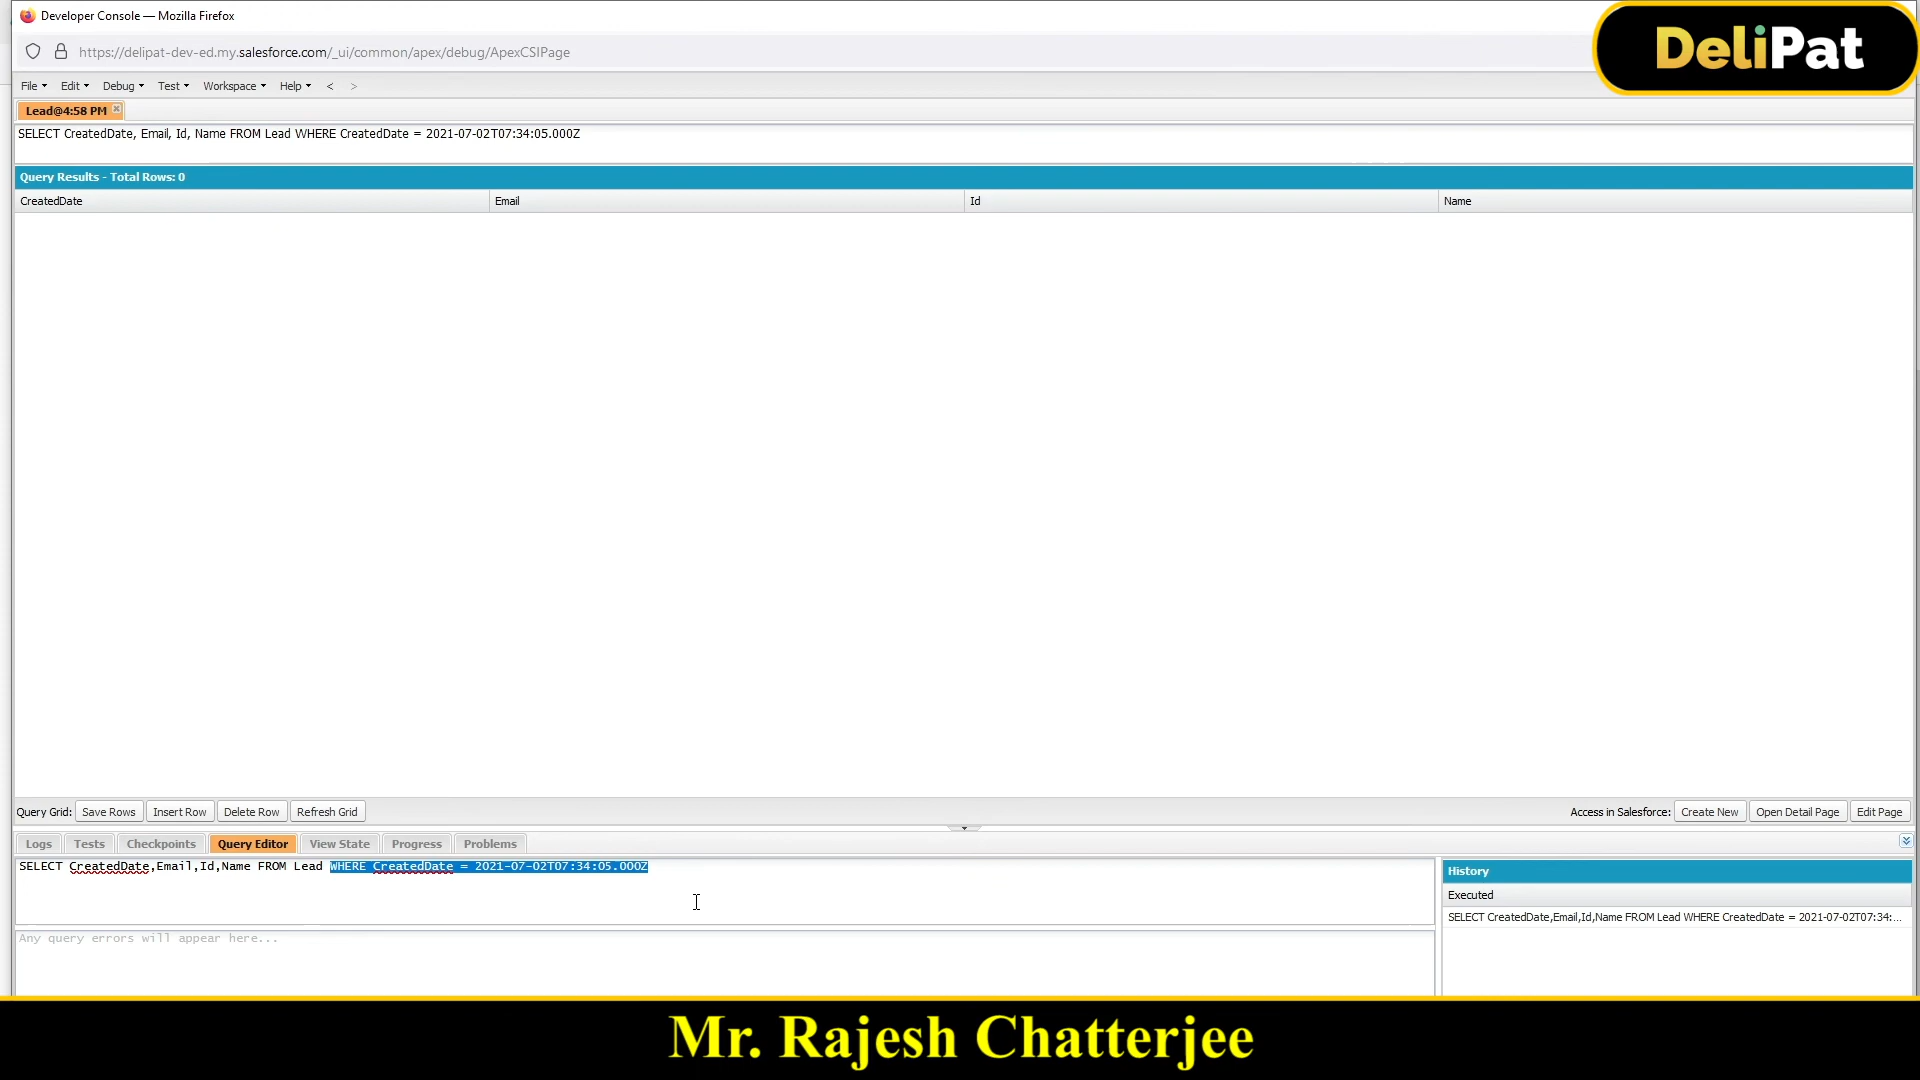 Developer Console — Mozilla Firefox
https://delipat-dev-ed.my.salesforce.com/_ui/common/apex/debug/ApexCSIPage
DeliPat
File Edit Debug Test Workspace Help < >
Lead@4:58 PM
SELECT CreatedDate, Email, Id, Name FROM Lead WHERE CreatedDate = 2021-07-02T07:34:05.000Z
Query Results - Total Rows: 0
CreatedDate Email Id Name
Query Grid: Save Rows Insert Row Delete Row Refresh Grid Access in Salesforce: Create New Open Detail Page Edit Page
Logs Tests Checkpoints Query Editor View State Progress Problems
SELECT CreatedDate,Email,Id,Name FROM Lead WHERE CreatedDate = 2021-07-02T07:34:05.000Z
Any query errors will appear here...
History
Executed
SELECT CreatedDate,Email,Id,Name FROM Lead WHERE CreatedDate = 2021-07-02T07:34:...
Mr. Rajesh Chatterjee